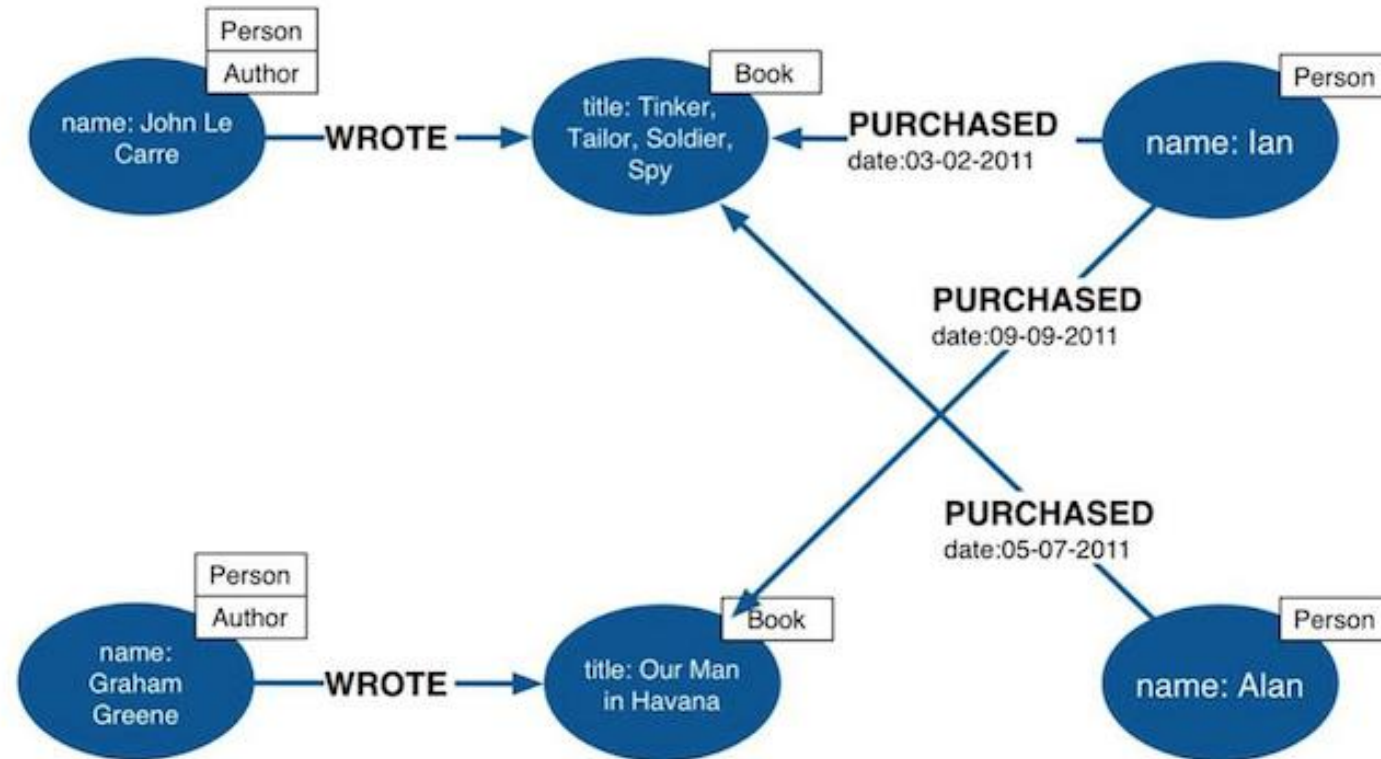 Person
Author
name: John Le
Carre
WROTE
Book
title: Tinker,
Tailor, Soldier,
Spy
PURCHASED
date:03-02-2011
Person
name: Ian
PURCHASED
date:09-09-2011
PURCHASED
date:05-07-2011
Person
Author
name:
Graham
Greene
WROTE
Book
title: Our Man
in Havana
Person
name: Alan